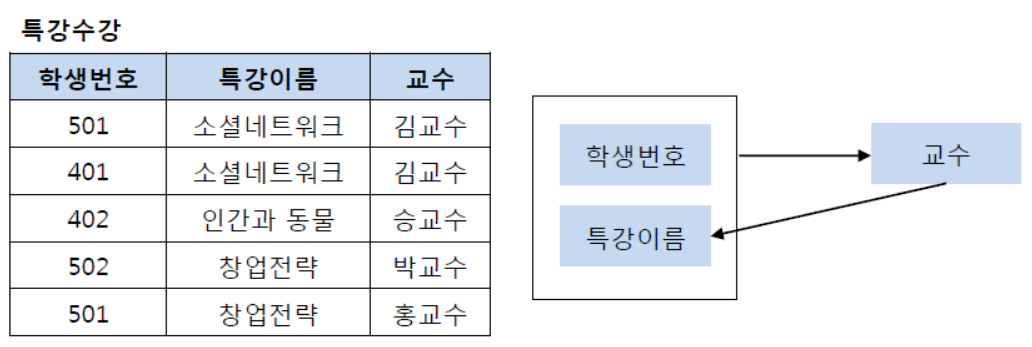 특강수강
학생번호 특강이름 교수
501 소셜네트워크 김교수
401 소셜네트워크 김교수
402 인간과 동물 승교수
502 창업전략 박교수
501 창업전략 홍교수
학생번호
교수
특강이름